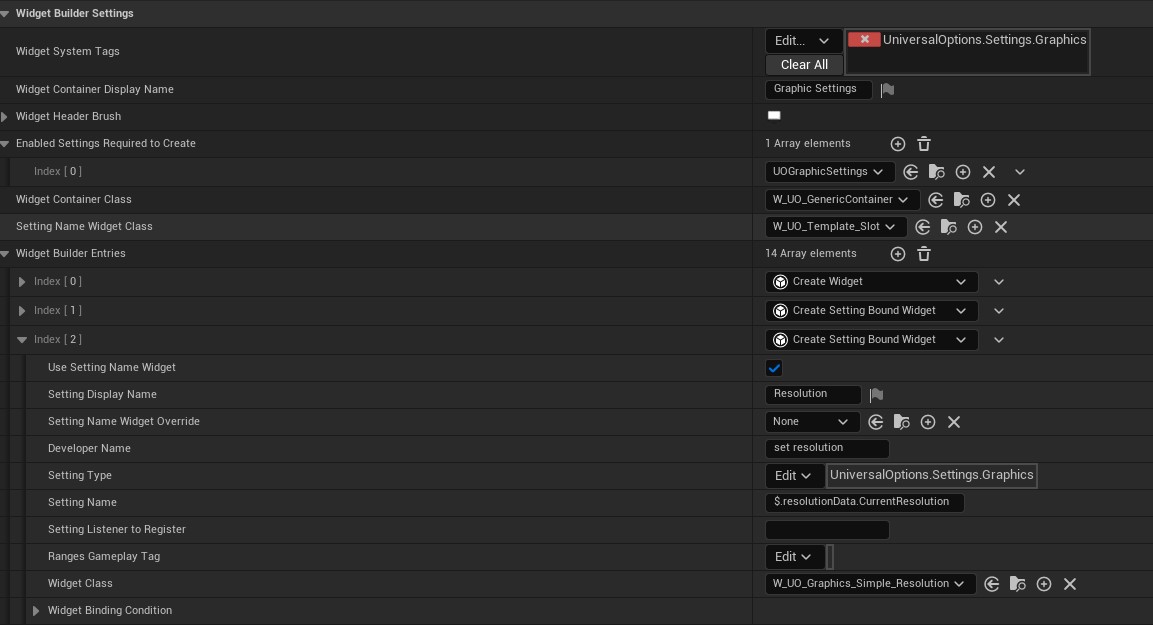 Widget Builder Settings
Widget System Tags
Edit...
UniversalOptions.Settings.Graphics
Clear All
Widget Container Display Name
Graphic Settings
Widget Header Brush
Enabled Settings Required to Create
1 Array elements
Index [ 0 ]
UOGraphicSettings
Widget Container Class
W_UO_GenericContainer
Setting Name Widget Class
W_UO_Template_Slot
Widget Builder Entries
14 Array elements
Index [ 0 ]
Create Widget
Index [ 1 ]
Create Setting Bound Widget
Index [ 2 ]
Create Setting Bound Widget
Use Setting Name Widget
Setting Display Name
Resolution
Setting Name Widget Override
None
Developer Name
set resolution
Setting Type
Edit
UniversalOptions.Settings.Graphics
Setting Name
$.resolutionData.CurrentResolution
Setting Listener to Register
Ranges Gameplay Tag
Edit
Widget Class
W_UO_Graphics_Simple_Resolution
Widget Binding Condition